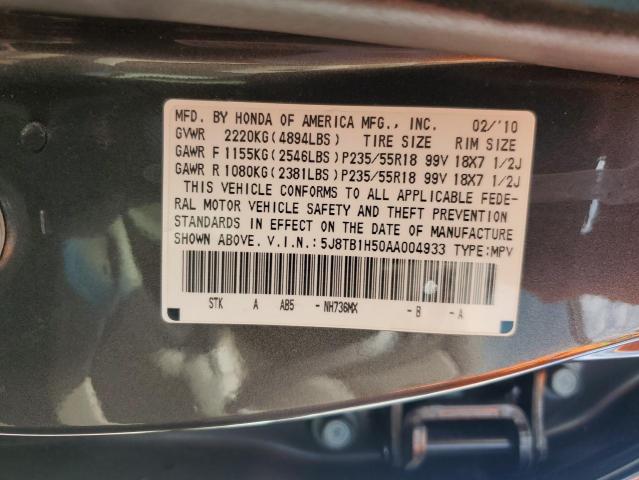 MFD. BY HONDA OF AMERICA MFG., INC. 02/'10
GVWR 2220KG(4894LBS) TIRE SIZE RIM SIZE
GAWR F 1155KG(2546LBS)P235/55R18 99V 18X7 1/2J
GAWR R 1080KG(2381LBS)P235/55R18 99V 18X7 1/2J
THIS VEHICLE CONFORMS TO ALL APPLICABLE FEDE-
RAL MOTOR VEHICLE SAFETY AND THEFT PREVENTION
STANDARDS IN EFFECT ON THE DATE OF MANUFACTURE
SHOWN ABOVE. V.I.N.:5J8TB1H50AA004933 TYPE:MPV
STK A AB5 -NH736MX -B -A